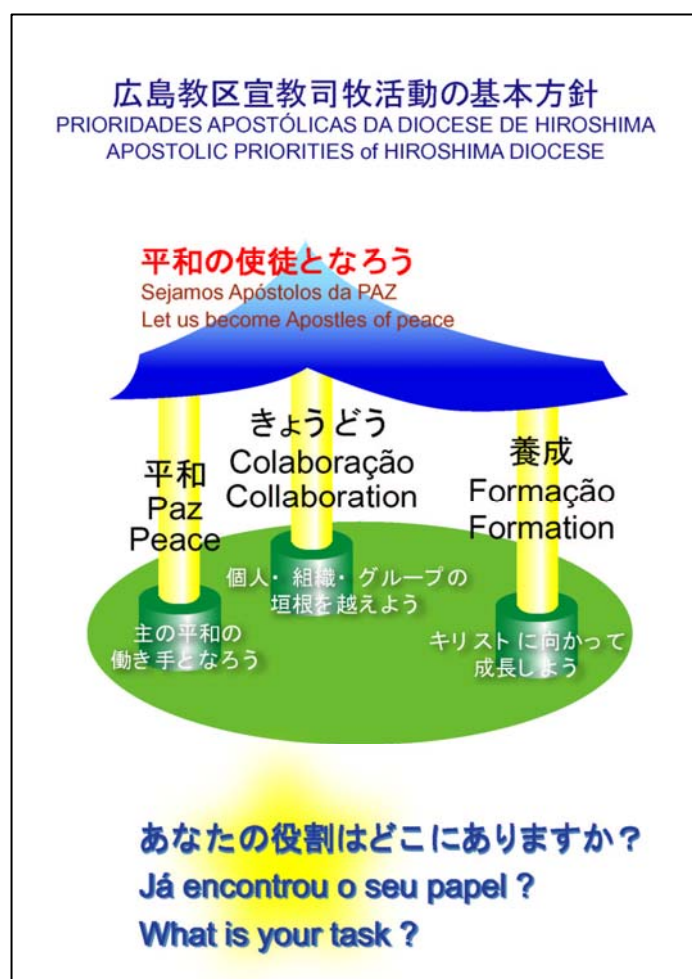 広島教区宣教司牧活動の基本方針
PRIORIDADES APOSTÓLICAS DA DIOCESE DE HIROSHIMA
APOSTOLIC PRIORITIES of HIROSHIMA DIOCESE
平和の使徒となろう
Sejamos Apóstolos da PAZ
Let us become Apostles of peace
平和
Paz
Peace
きょうどう
Colaboração
Collaboration
養成
Formação
Formation
主の平和の
働き手となろう
個人・組織・グループの
垣根を越えよう
キリストに向かって
成長しよう
あなたの役割はどこにありますか？
Já encontrou o seu papel ?
What is your task ?